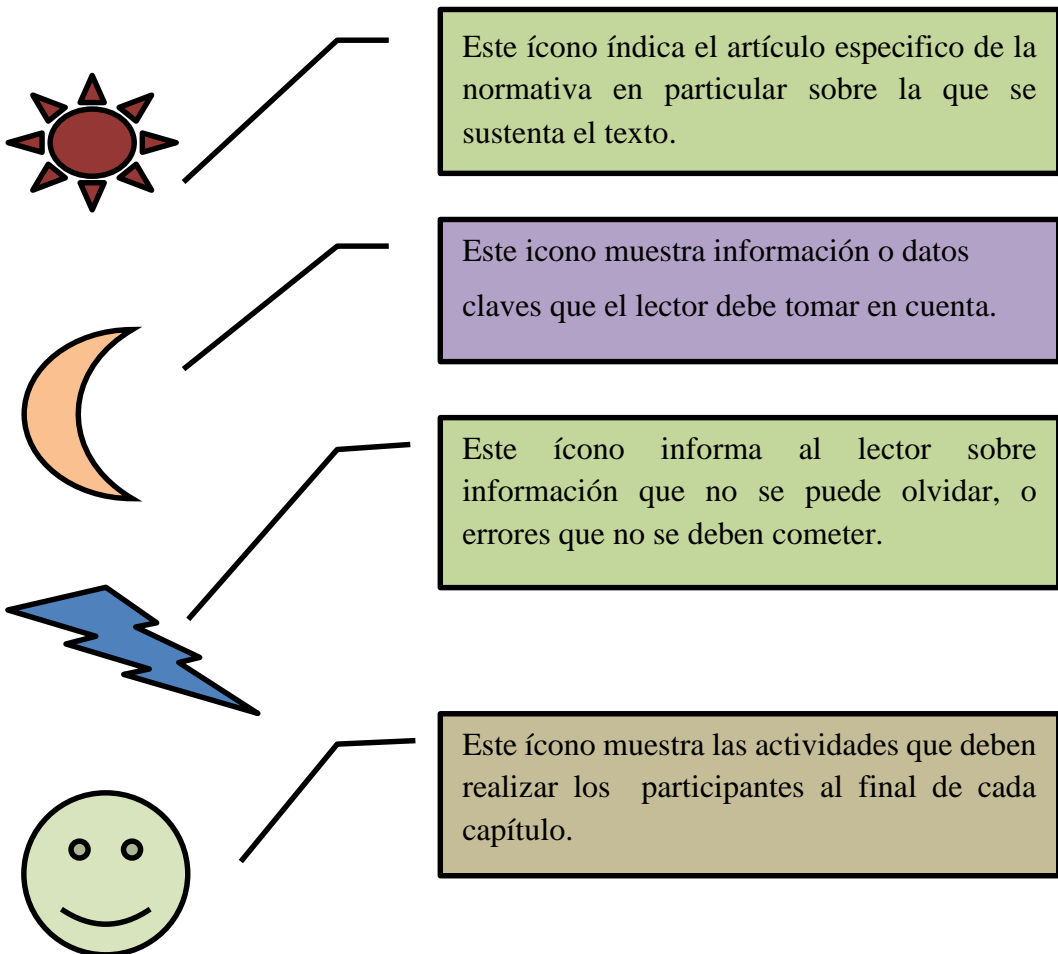 Este ícono índica el artículo especifico de la
normativa en particular sobre la que se
sustenta el texto.
Este icono muestra información o datos
claves que el lector debe tomar en cuenta.
Este ícono informa al lector sobre
información que no se puede olvidar, o
errores que no se deben cometer.
Este ícono muestra las actividades que deben
realizar los participantes al final de cada
capítulo.